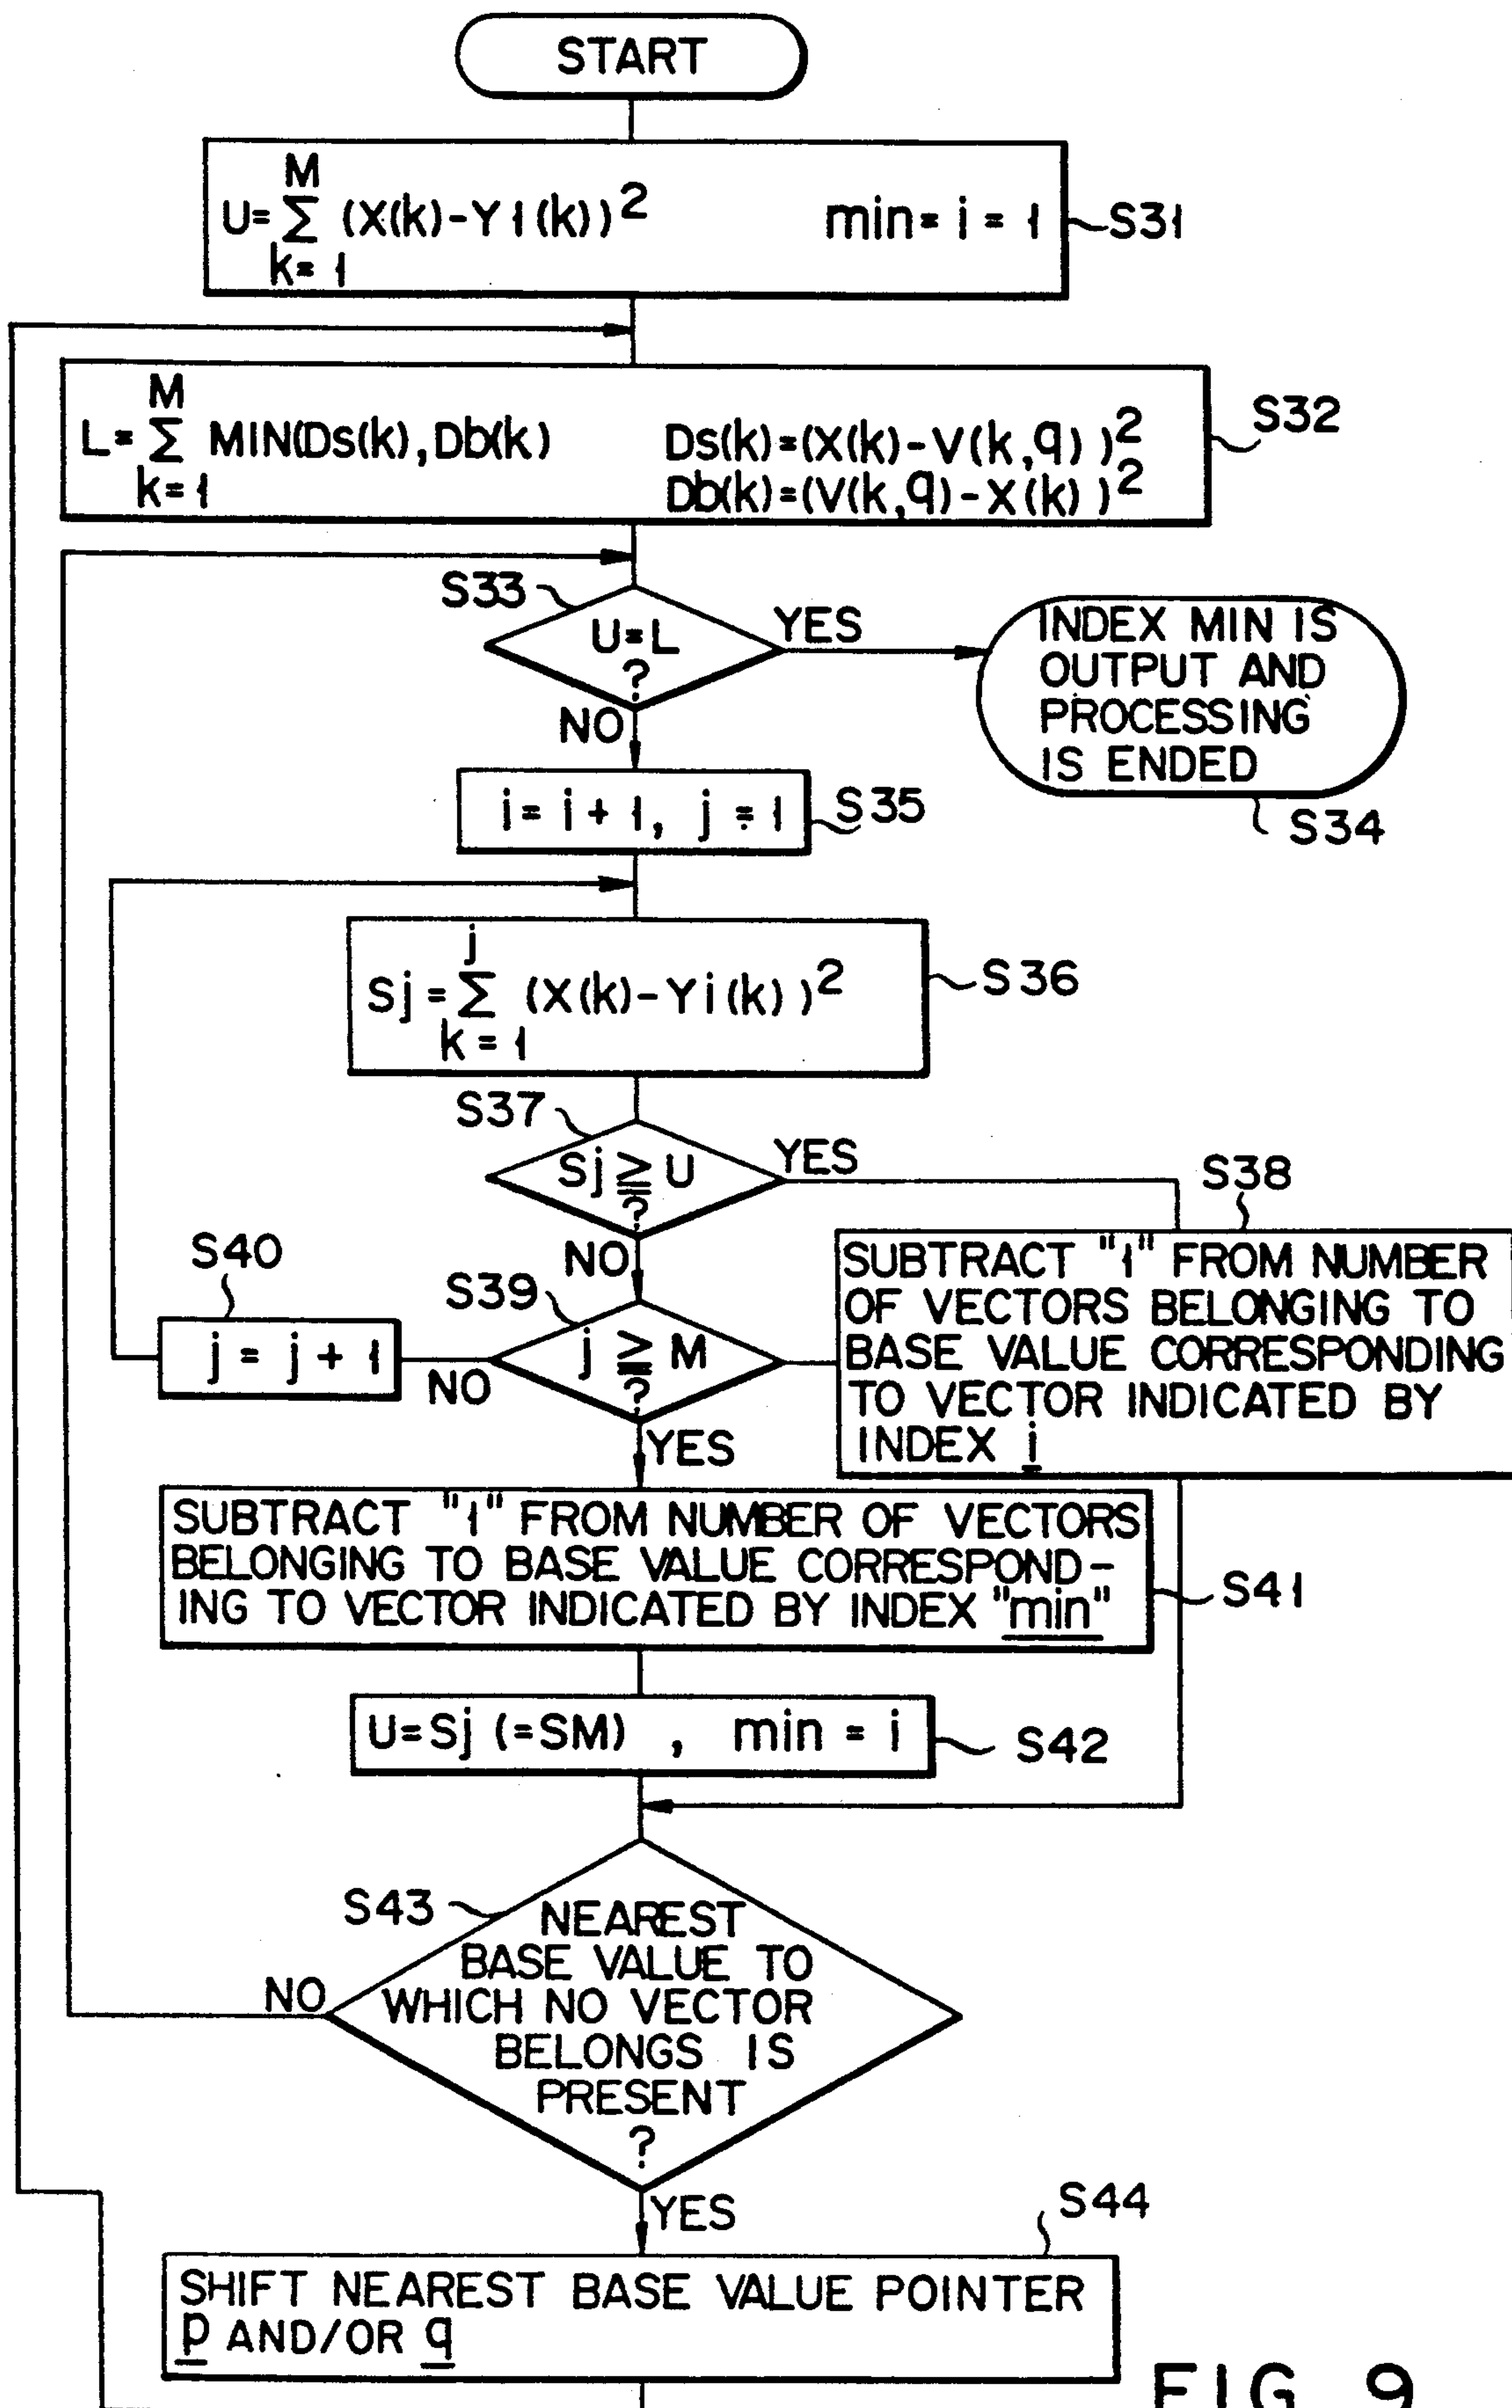 START
M
U=Σ (X(k)-Y1(k))² min= i = 1
k= 1
S31
M
L=Σ MIN(Ds(k),Db(k) Ds(k)=(X(k)-V(k,q) )²
k=1 Db(k)=(V(k,q)-X(k) )²
S32
S33
U=L
?
YES
NO
INDEX MIN IS
OUTPUT AND
PROCESSING
IS ENDED
S34
i= i + 1, j = 1
S35
j
Sj =Σ (X(k)-Yi(k) )²
k = 1
S36
S37
Sj ≧ U
?
YES
NO
S38
SUBTRACT "1" FROM NUMBER
OF VECTORS BELONGING TO
BASE VALUE CORRESPONDING
TO VECTOR INDICATED BY
INDEX i
S39
j ≧ M
?
NO
YES
S40
j = j + 1
SUBTRACT "1" FROM NUMBER OF VECTORS
BELONGING TO BASE VALUE CORRESPOND-
ING TO VECTOR INDICATED BY INDEX "min"
S41
U=Sj (=SM) , min = i
S42
S43
NEAREST
BASE VALUE TO
WHICH NO VECTOR
BELONGS IS
PRESENT
?
NO
YES
S44
SHIFT NEAREST BASE VALUE POINTER
p AND/OR q
FIG. 9